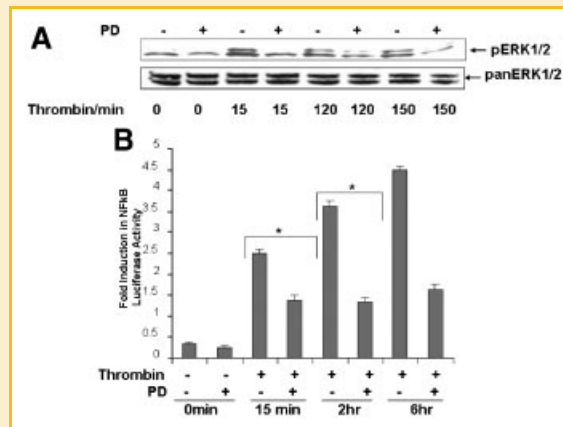 A
PD - + - + - + - +
pERK1/2
panERK1/2
Thrombin/min 0 0 15 15 120 120 150 150
B
Fold Induction in NFkB
Luciferase Activity
4.5
4
3.5
3
2.5
2
1.5
1
0.5
0
*
*
Thrombin - - + + + + + +
PD - + - + - + - +
0min 15 min 2hr 6hr